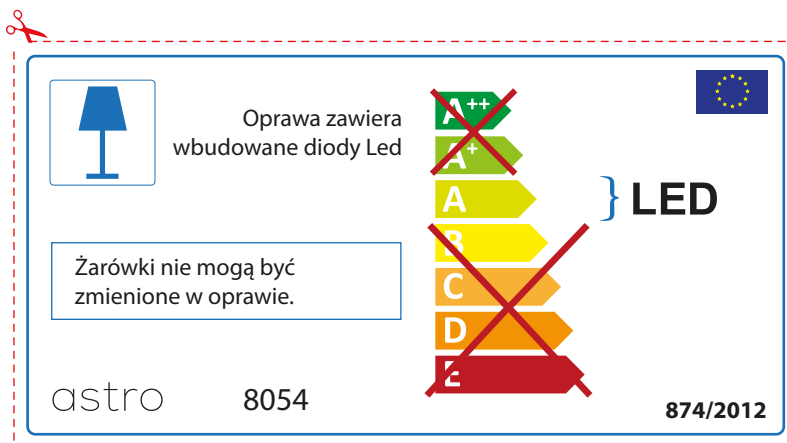 Oprawa zawiera
wbudowane diody Led
A++
A+
A
LED
B
C
D
E
Żarówki nie mogą być
zmienione w oprawie.
astro
8054
874/2012